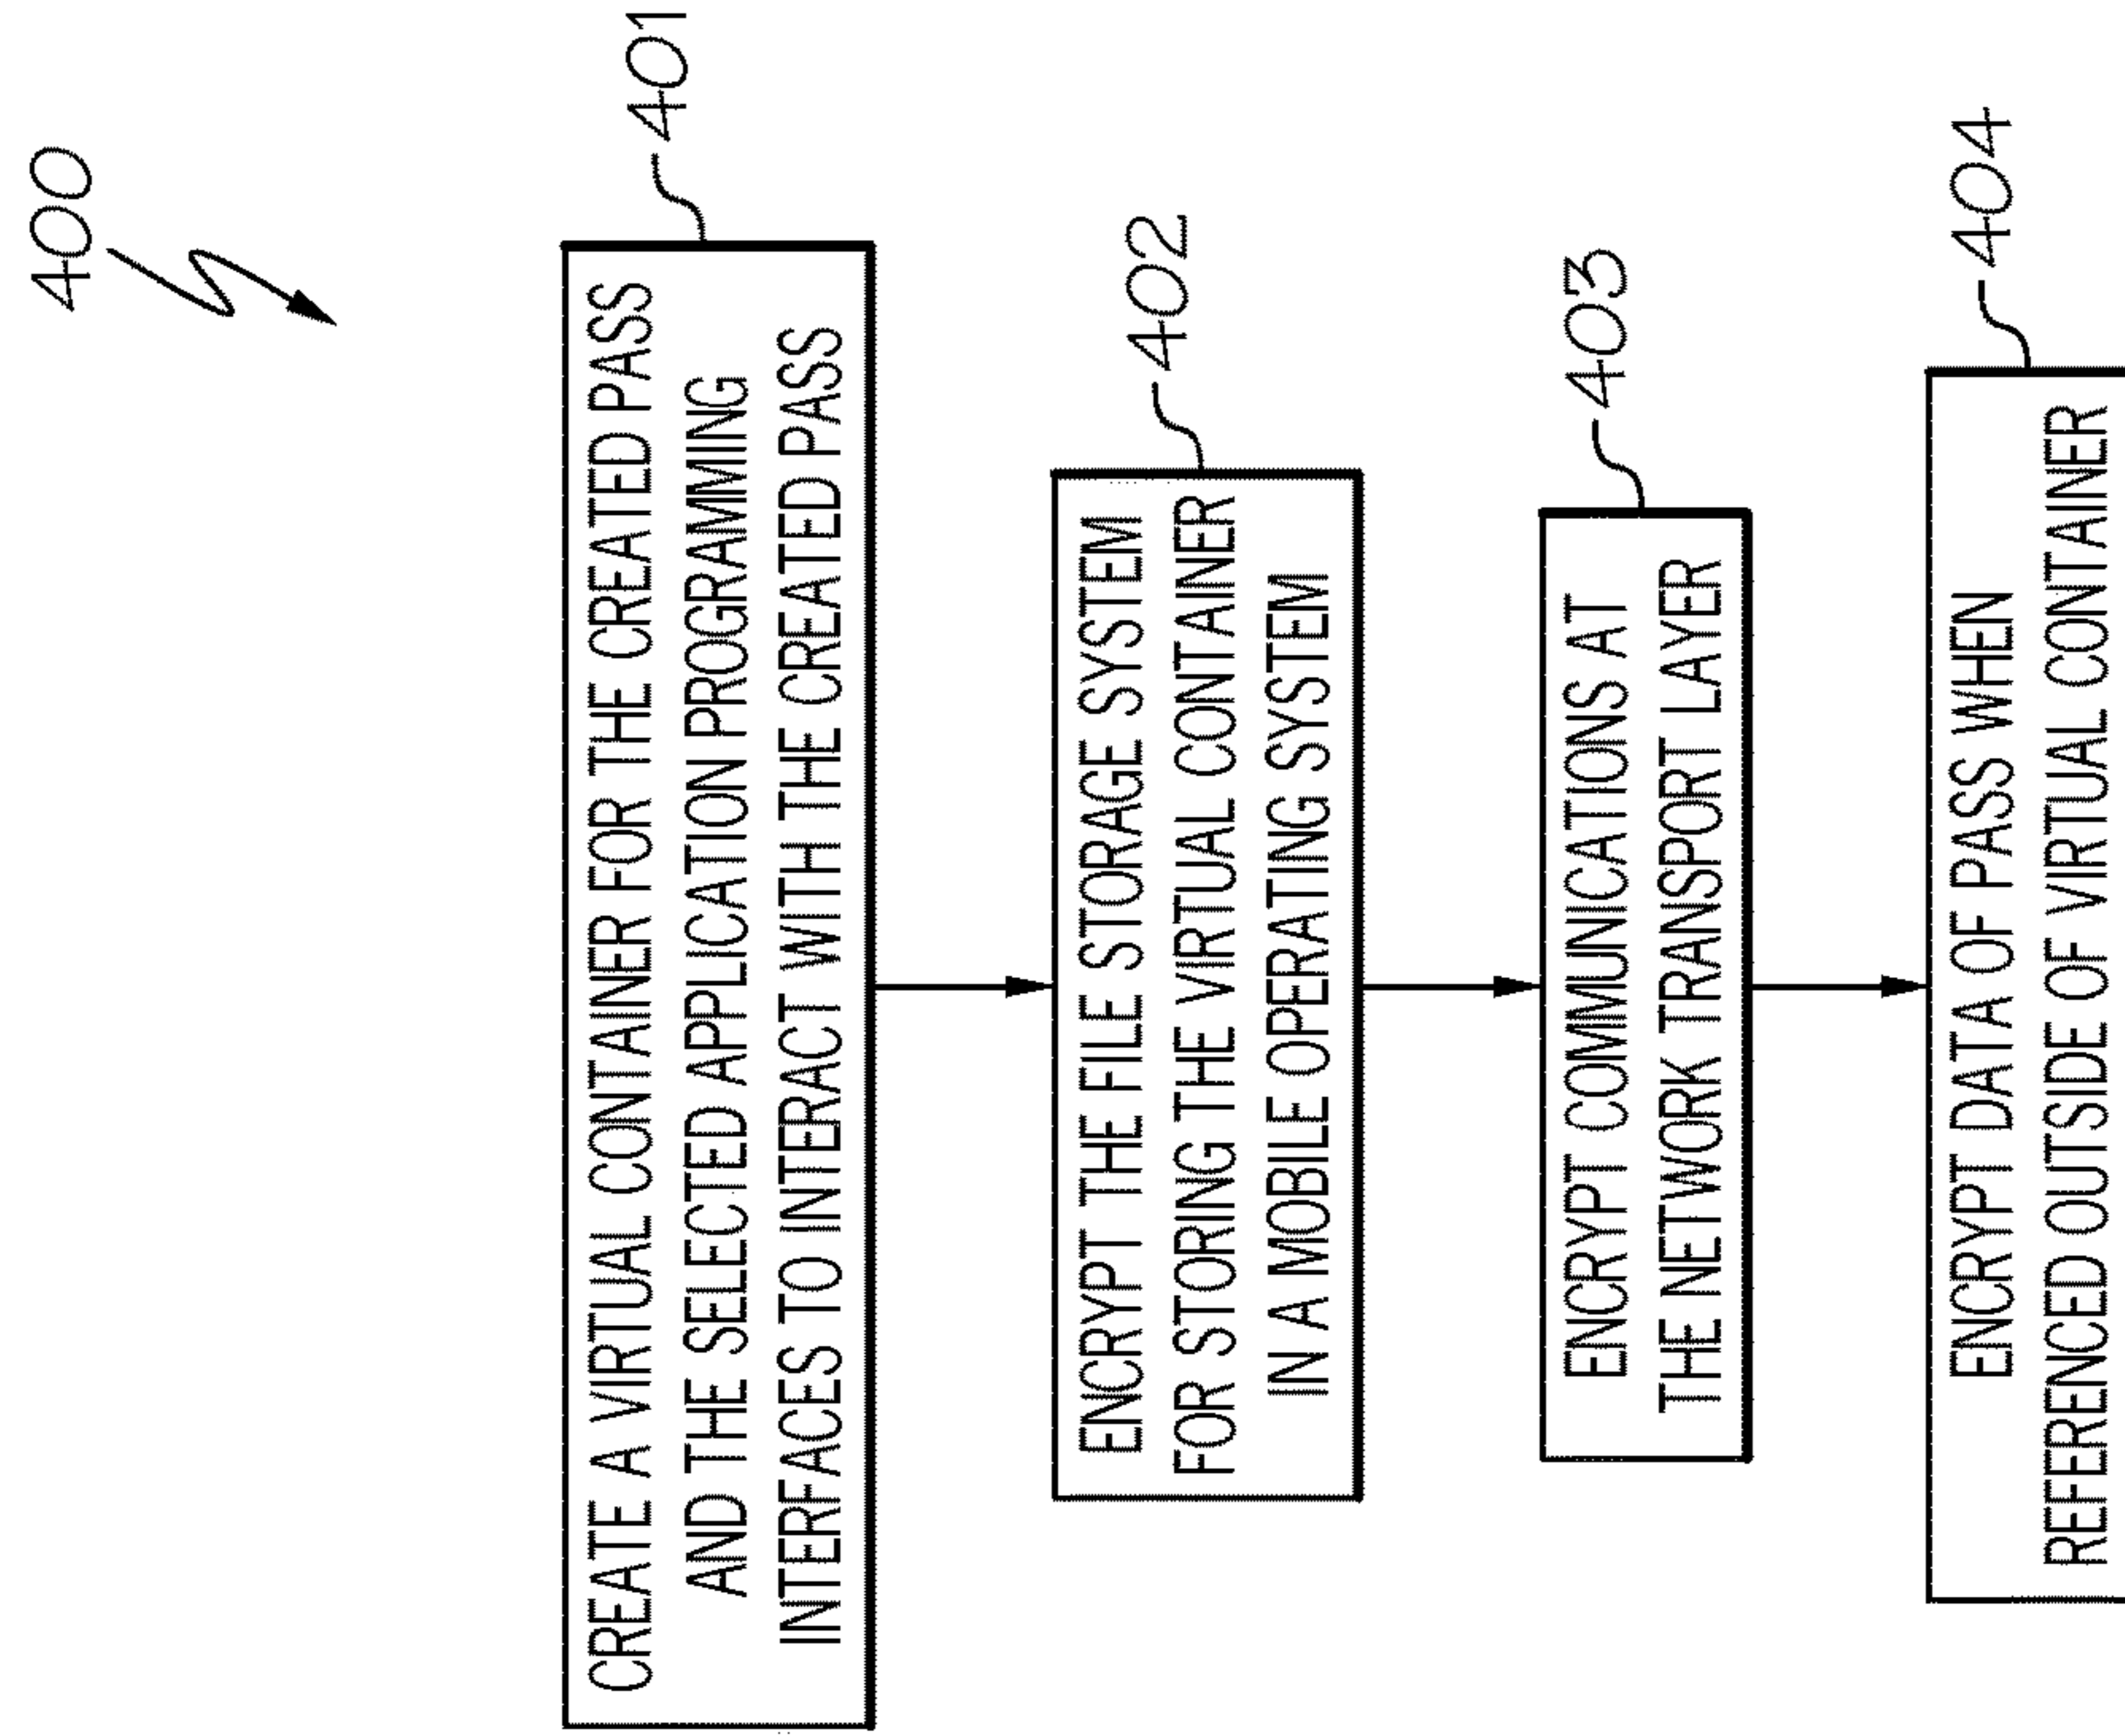 400
401
CREATE A VIRTUAL CONTAINER FOR THE CREATED PASS
AND THE SELECTED APPLICATION PROGRAMMING
INTERFACES TO INTERACT WITH THE CREATED PASS
402
ENCRYPT THE FILE STORAGE SYSTEM
FOR STORING THE VIRTUAL CONTAINER
IN A MOBILE OPERATING SYSTEM
403
ENCRYPT COMMUNICATIONS AT
THE NETWORK TRANSPORT LAYER
404
ENCRYPT DATA OF PASS WHEN
REFERENCED OUTSIDE OF VIRTUAL CONTAINER